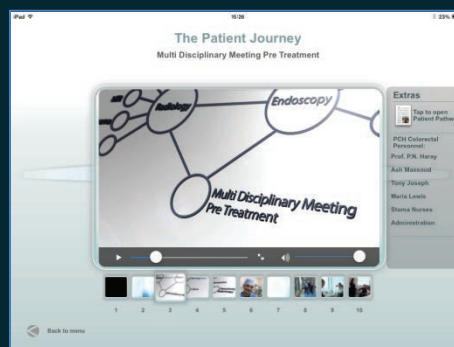 iPad
15:26
23%
The Patient Journey
Multi Disciplinary Meeting Pre Treatment
Radiology
Endoscopy
Multi Disciplinary Meeting
Pre Treatment
Extras
Tap to open
Patient Pathw
PCH Colorectal
Personnel:
Prof. P.N. Haray
Ash Massoud
Tony Joseph
Maria Lewis
Stoma Nurses
Administration
1 2 3 4 5 6 7 8 9 10
Back to menu